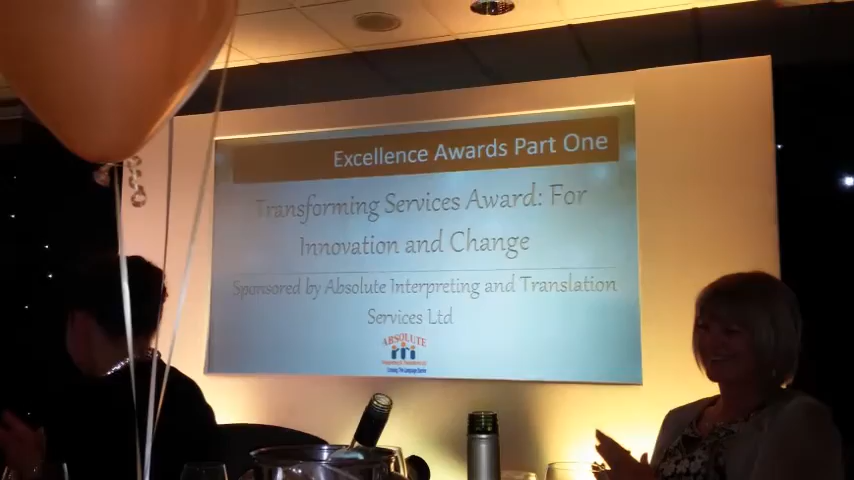 Excellence Awards Part One
Transforming Services Award: For
Innovation and Change
Sponsored by Absolute Interpreting and Translation
Services Ltd
ABSOLUTE